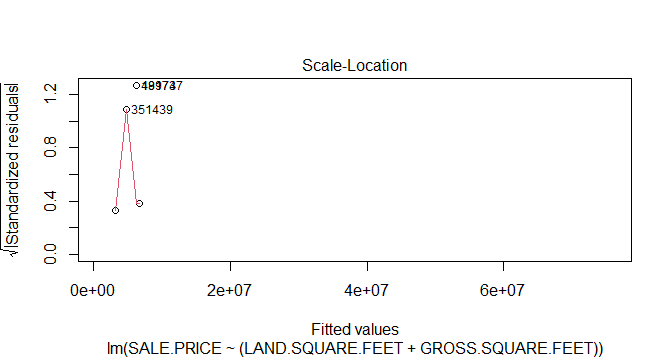 Scale-Location
√|Standardized residuals|
0.0
0.4
0.8
1.2
351439
0e+00
2e+07
4e+07
6e+07
Fitted values
lm(SALE.PRICE ~ (LAND.SQUARE.FEET + GROSS.SQUARE.FEET))